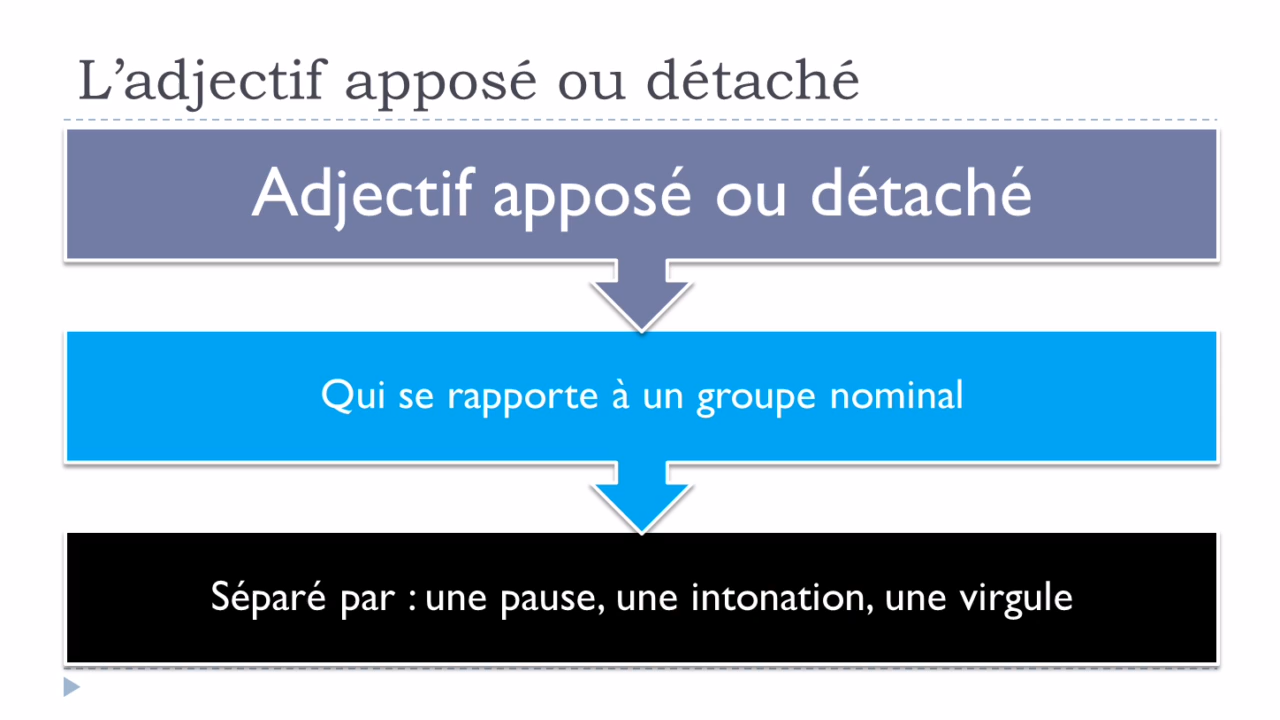 L’adjectif apposé ou détaché
Adjectif apposé ou détaché
Qui se rapporte à un groupe nominal
Séparé par : une pause, une intonation, une virgule